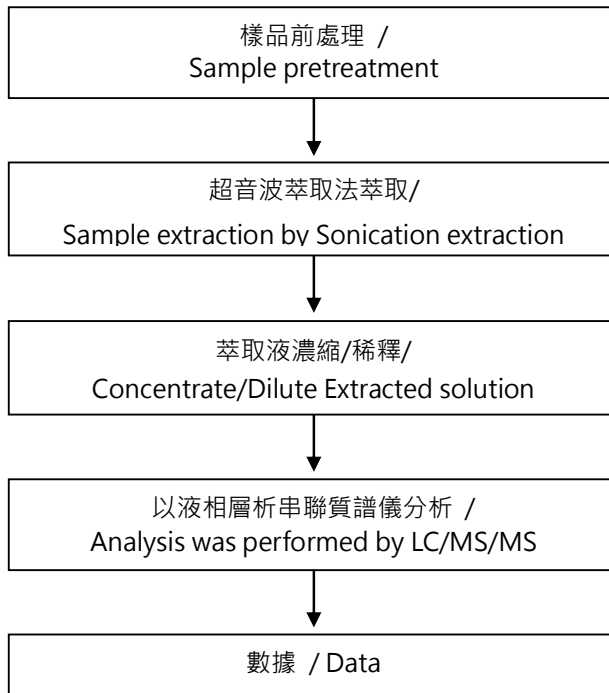 樣品前處理 /
Sample pretreatment
超音波萃取法萃取/
Sample extraction by Sonication extraction
萃取液濃縮/稀釋/
Concentrate/Dilute Extracted solution
以液相層析串聯質譜儀分析 /
Analysis was performed by LC/MS/MS
數據 / Data